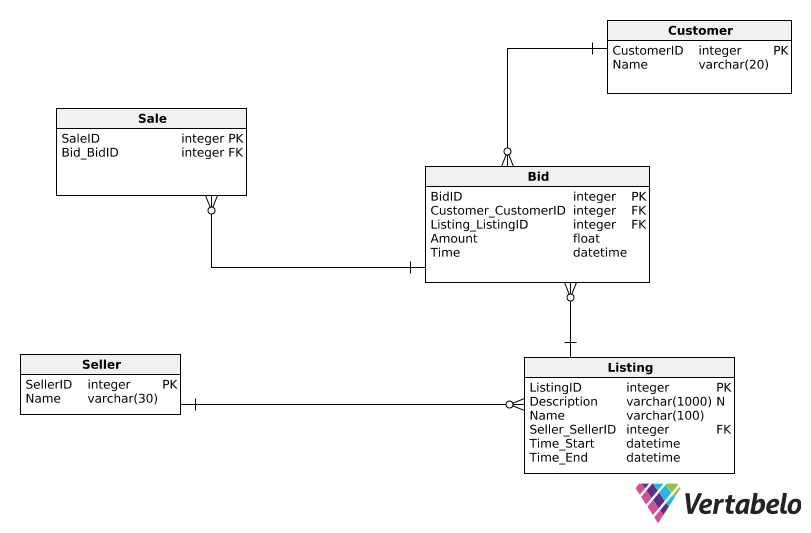 Customer
CustomerID integer PK
Name varchar(20)
Sale
SaleID integer PK
Bid_BidID integer FK
Bid
BidID integer PK
Customer_CustomerID integer FK
Listing_ListingID integer FK
Amount float
Time datetime
Seller
SellerID integer PK
Name varchar(30)
Listing
ListingID integer PK
Description varchar(1000) N
Name varchar(100)
Seller_SellerID integer FK
Time_Start datetime
Time_End datetime
Vertabelo